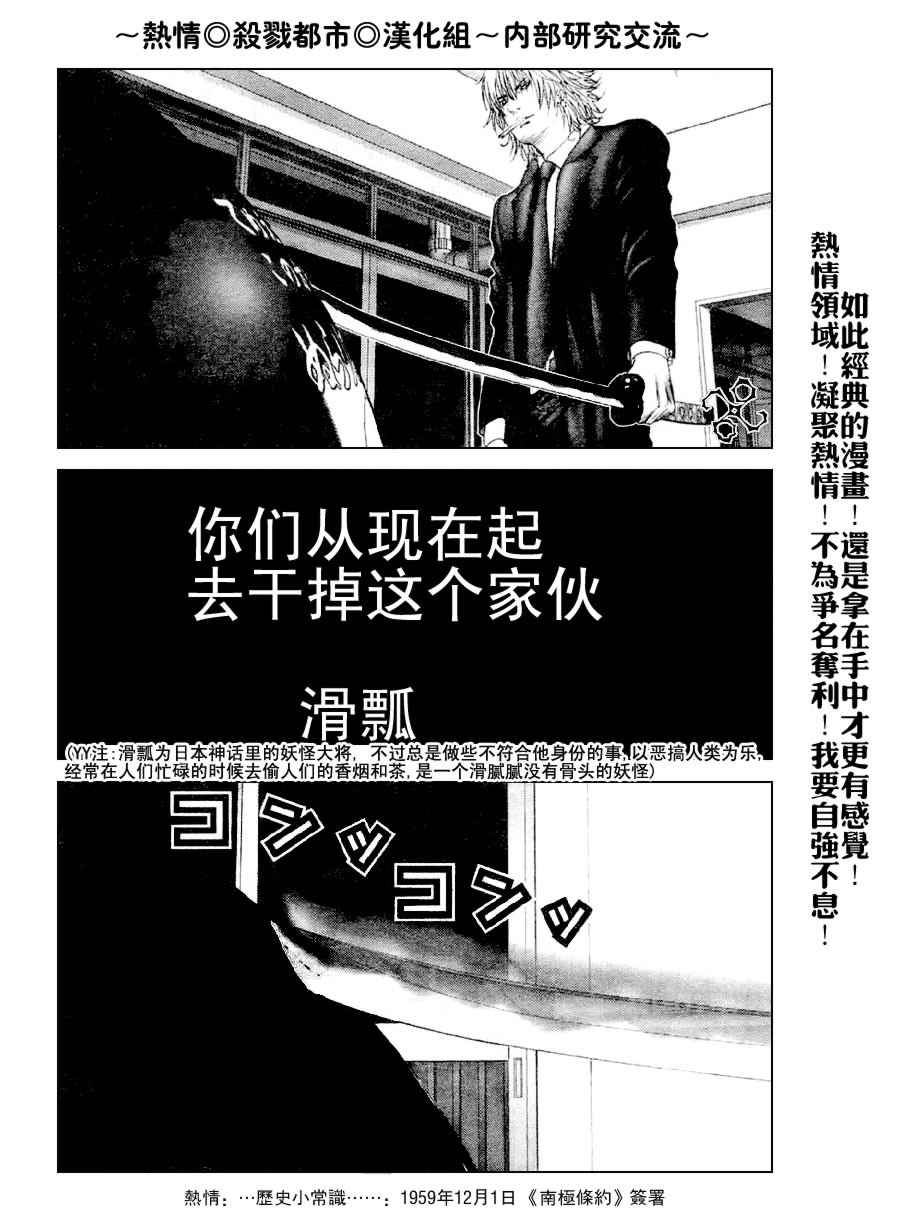 ～熱情◎殺戮都市◎漢化組～内部研究交流～
如此經典的漫畫！還是拿在手中才更有感覺！
熱情領域！凝聚熱情！不為爭名奪利！我要自強不息！
你们从现在起
去干掉这个家伙
滑瓢
(YY注:滑瓢为日本神话里的妖怪大将, 不过总是做些不符合他身份的事,以恶搞人类为乐,
经常在人们忙碌的时候去偷人们的香烟和茶,是一个滑腻腻没有骨头的妖怪)
コンッ
コンッ
熱情：…歷史小常識……：1959年12月1日《南極條約》簽署